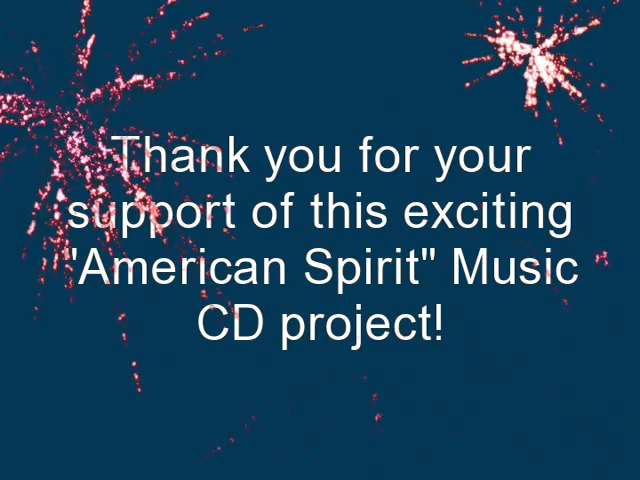 Thank you for your
support of this exciting
"American Spirit" Music
CD project!